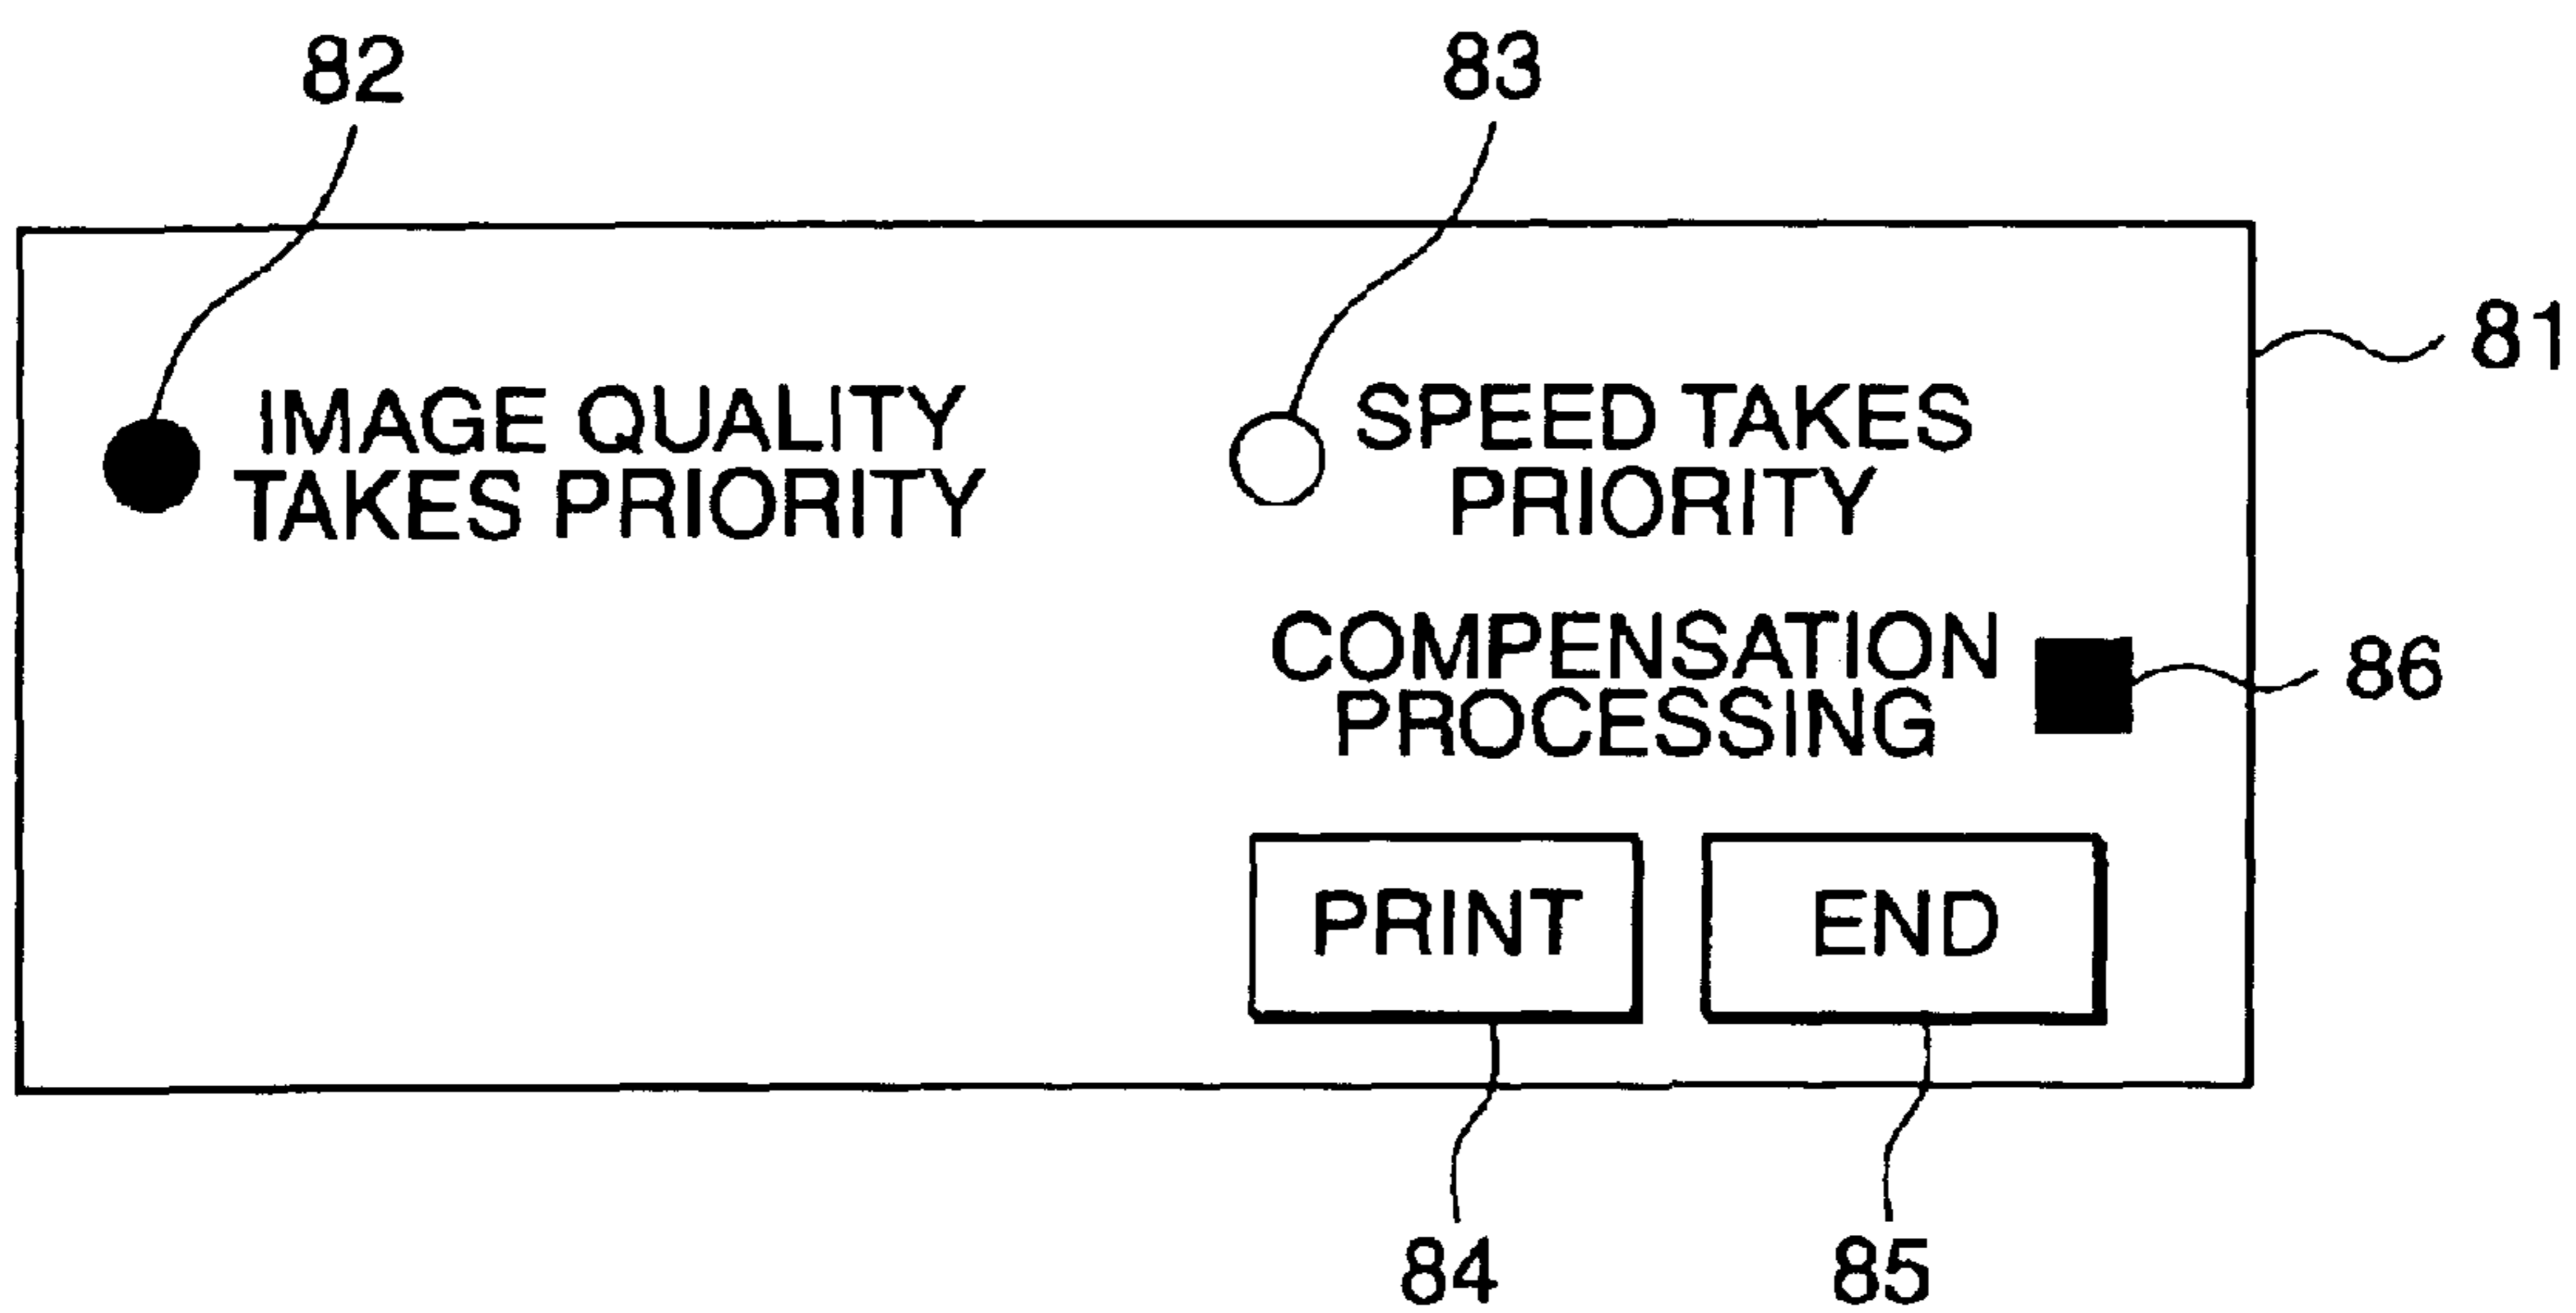 82
83
81
IMAGE QUALITY
TAKES PRIORITY
SPEED TAKES
PRIORITY
COMPENSATION
PROCESSING
86
PRINT
END
84
85